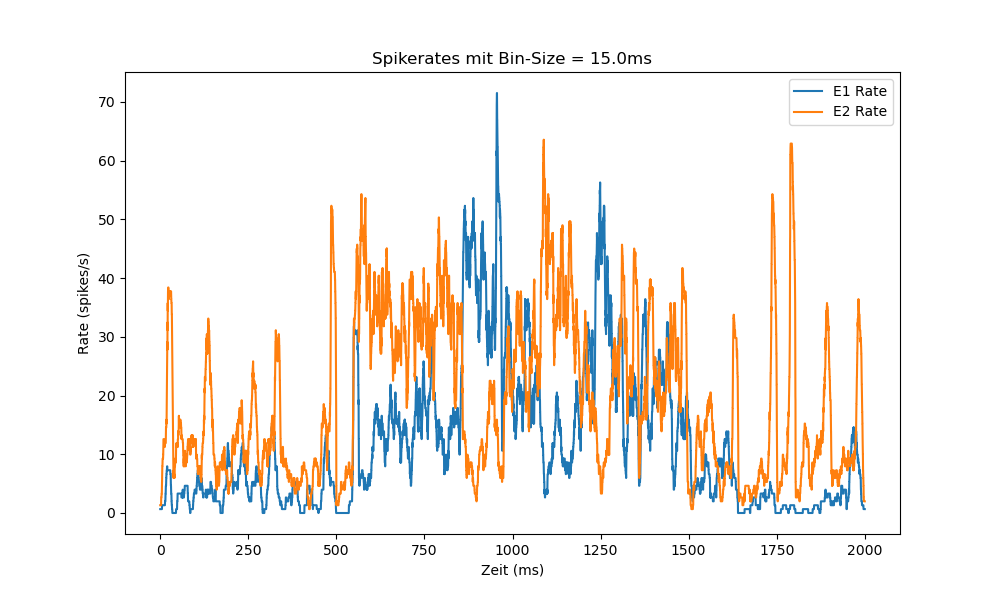 Spikerates mit Bin-Size = 15.0ms
E1 Rate
E2 Rate
70
60
50
40
30
20
10
0
Rate (spikes/s)
0 250 500 750 1000 1250 1500 1750 2000
Zeit (ms)